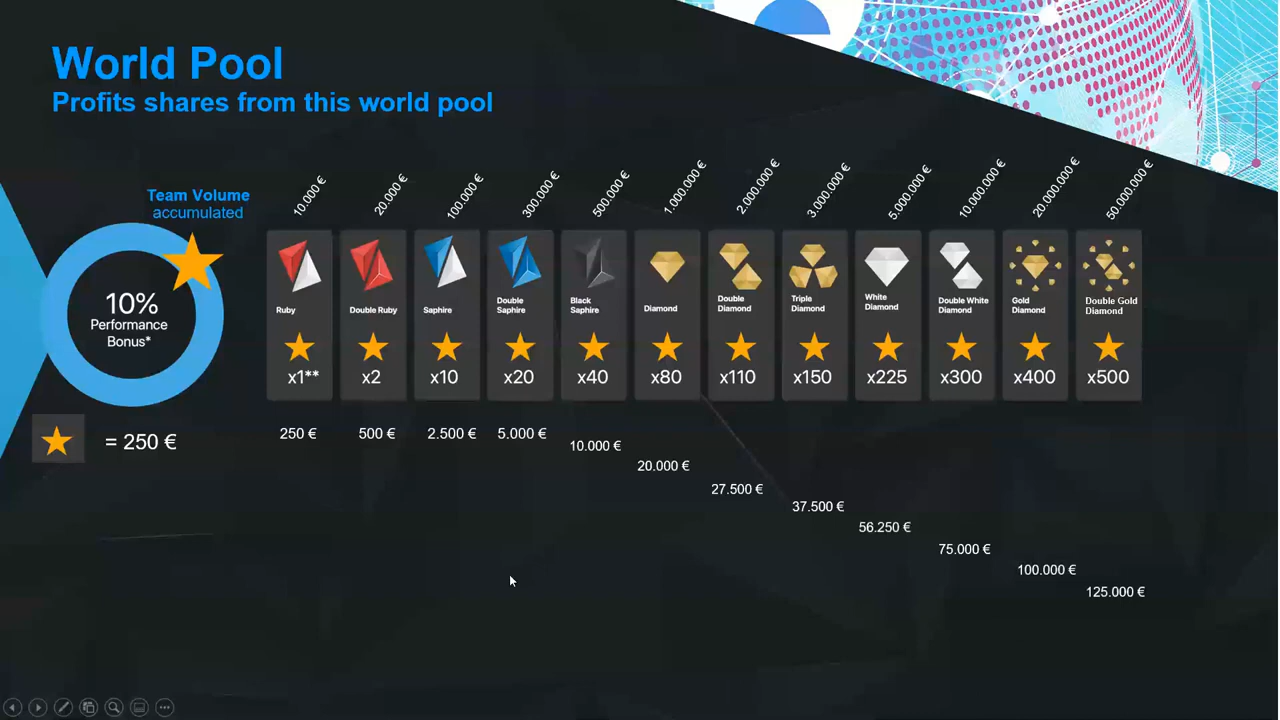 World Pool
Profits shares from this world pool
Team Volume
accumulated
10.000 €
20.000 €
100.000 €
300.000 €
500.000 €
1.000.000 €
2.000.000 €
3.000.000 €
5.000.000 €
10.000.000 €
20.000.000 €
50.000.000 €
10%
Performance
Bonus*
Ruby
Double Ruby
Saphire
Double
Saphire
Black
Saphire
Diamond
Double
Diamond
Triple
Diamond
White
Diamond
Double White
Diamond
Gold
Diamond
Double Gold
Diamond
x1**
x2
x10
x20
x40
x80
x110
x150
x225
x300
x400
x500
= 250 €
250 €
500 €
2.500 €
5.000 €
10.000 €
20.000 €
27.500 €
37.500 €
56.250 €
75.000 €
100.000 €
125.000 €